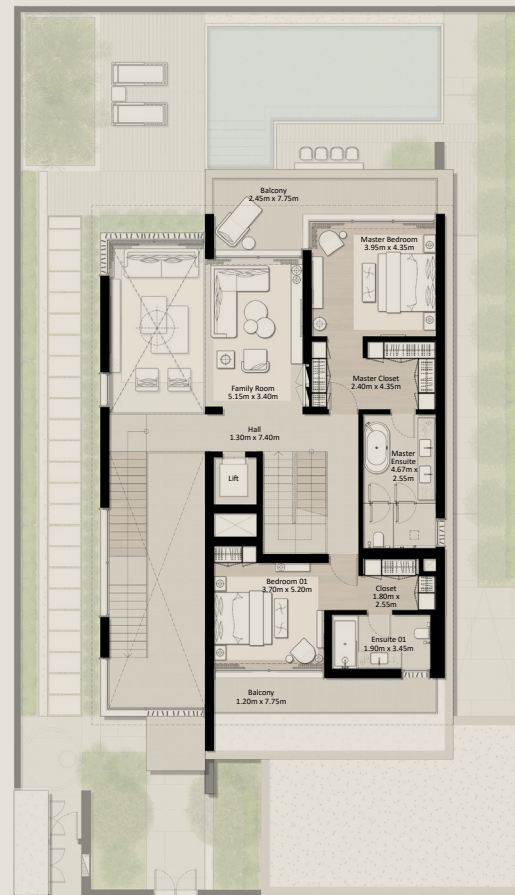 Balcony
2.45m x 7.75m
Master Bedroom
3.95m x 4.35m
Family Room
5.15m x 3.40m
Master Closet
2.40m x 4.35m
Hall
1.30m x 7.40m
Master
Ensuite
4.67m x
2.55m
Lift
Bedroom 01
3.70m x 5.20m
Closet
1.80m x
2.55m
Ensuite 01
1.90m x 3.45m
Balcony
1.20m x 7.75m